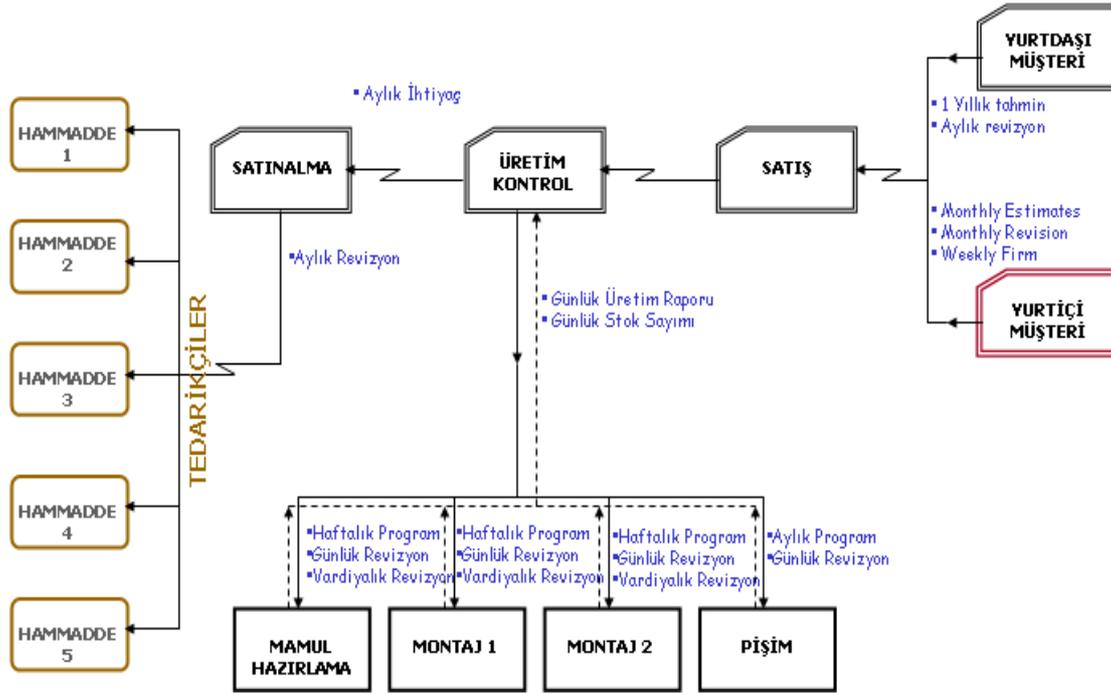 YURTDAŞI
MÜŞTERİ
▪ Aylık İhtiyaç
▪ 1 Yıllık tahmin
▪ Aylık revizyon
HAMMADDE
1
SATINALMA
ÜRETİM
KONTROL
SATIŞ
▪ Monthly Estimates
▪ Monthly Revision
▪ Weekly Firm
HAMMADDE
2
▪Aylık Revizyon
▪ Günlük Üretim Raporu
▪ Günlük Stok Sayımı
YURTİÇİ
MÜŞTERİ
TEDARİKÇİLER
HAMMADDE
3
HAMMADDE
4
▪Haftalık Program
▪Günlük Revizyon
▪Vardiyalık Revizyon
▪Haftalık Program
▪Günlük Revizyon
▪Vardiyalık Revizyon
▪Haftalık Program
▪Günlük Revizyon
▪Vardiyalık Revizyon
▪Aylık Program
▪Günlük Revizyon
HAMMADDE
5
MAMUL
HAZIRLAMA
MONTAJ 1
MONTAJ 2
PİŞİM